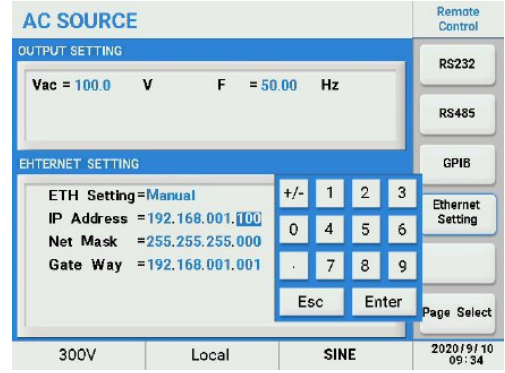 AC SOURCE
Remote Control
OUTPUT SETTING
Vac = 100.0 V F = 50.00 Hz
RS232
RS485
GPIB
Ethernet Setting
Page Select
EHTERNET SETTING
ETH Setting=Manual
IP Address =192.168.001.100
Net Mask =255.255.255.000
Gate Way =192.168.001.001
+/- 1 2 3
0 4 5 6
. 7 8 9
Esc Enter
300V Local SINE 2020/9/10 09:34